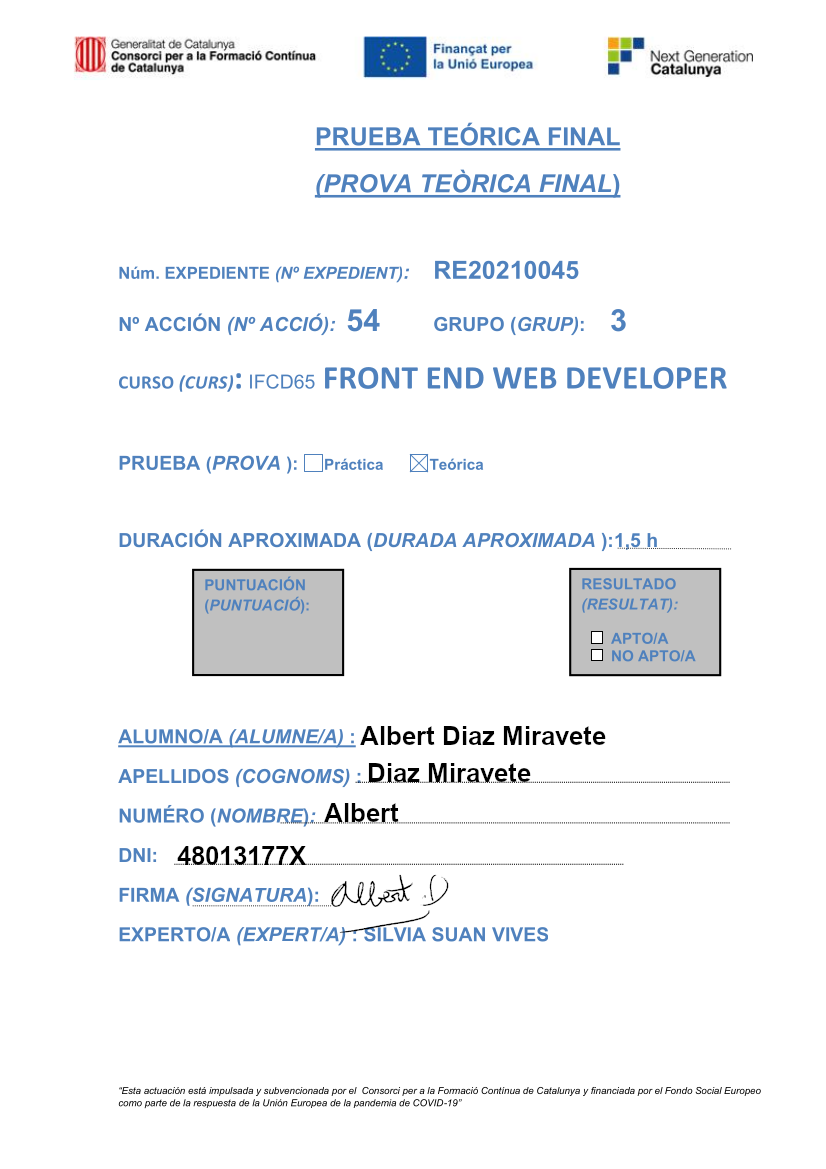 Generalitat de Catalunya
Consorci per a la Formació Contínua
de Catalunya
Finançat per
la Unió Europea
Next Generation
Catalunya
PRUEBA TEÓRICA FINAL
(PROVA TEÒRICA FINAL)
Núm. EXPEDIENTE (Nº EXPEDIENT): RE20210045
Nº ACCIÓN (Nº ACCIÓ): 54 GRUPO (GRUP): 3
CURSO (CURS): IFCD65 FRONT END WEB DEVELOPER
PRUEBA (PROVA ): Práctica Teórica
DURACIÓN APROXIMADA (DURADA APROXIMADA ):1,5 h
PUNTUACIÓN
(PUNTUACIÓ):
RESULTADO
(RESULTAT):
APTO/A
NO APTO/A
ALUMNO/A (ALUMNE/A) : Albert Diaz Miravete
APELLIDOS (COGNOMS) : Diaz Miravete
NUMÉRO (NOMBRE): Albert
DNI: 48013177X
FIRMA (SIGNATURA): Albert D
EXPERTO/A (EXPERT/A) : SILVIA SUAN VIVES
"Esta actuación está impulsada y subvencionada por el Consorci per a la Formació Contínua de Catalunya y financiada por el Fondo Social Europeo
como parte de la respuesta de la Unión Europea de la pandemia de COVID-19"